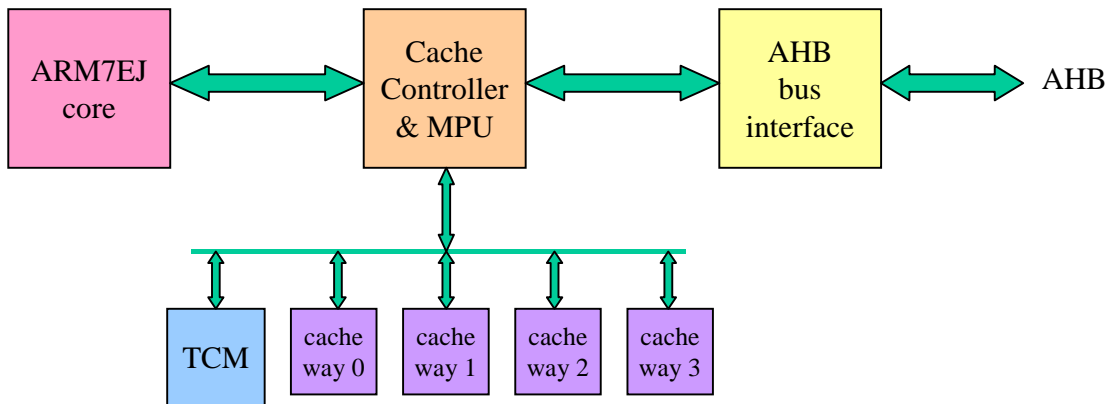 ARM7EJ
core
Cache
Controller
& MPU
AHB
bus
interface
AHB
TCM
cache
way 0
cache
way 1
cache
way 2
cache
way 3